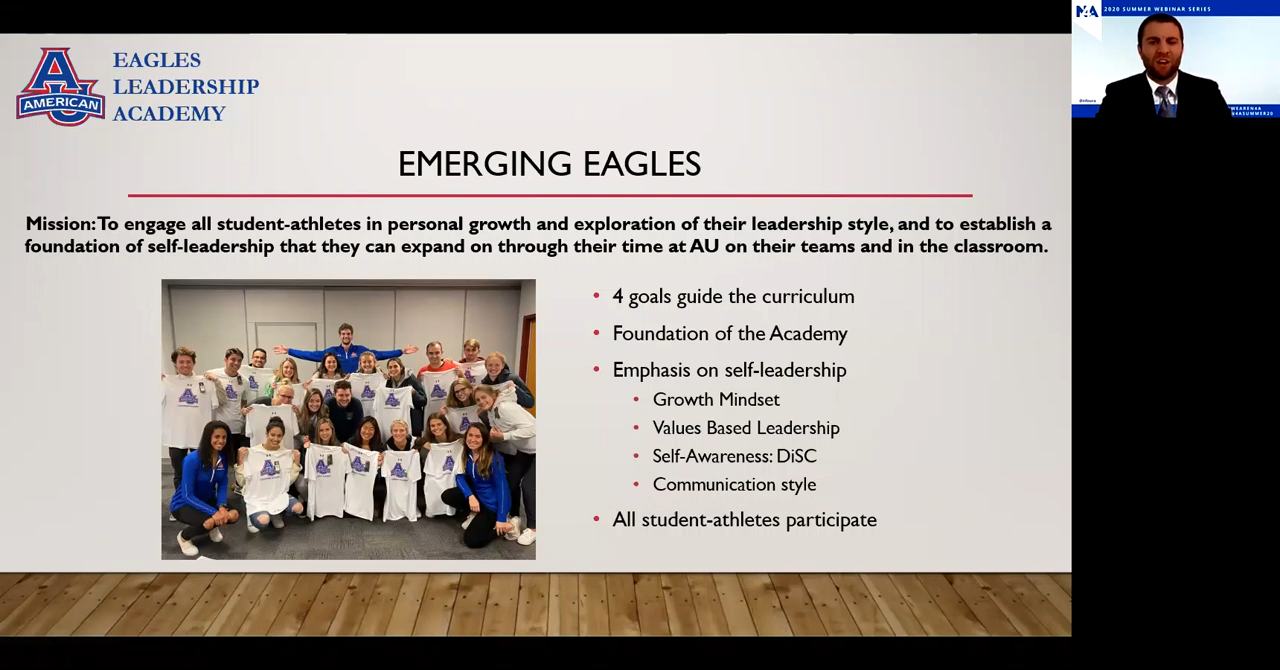 AU
AMERICAN
EAGLES
LEADERSHIP
ACADEMY
N4A 2020 SUMMER WEBINAR SERIES
EMERGING EAGLES
Mission: To engage all student-athletes in personal growth and exploration of their leadership style, and to establish a
foundation of self-leadership that they can expand on through their time at AU on their teams and in the classroom.
• 4 goals guide the curriculum
• Foundation of the Academy
• Emphasis on self-leadership
• Growth Mindset
• Values Based Leadership
• Self-Awareness: DiSC
• Communication style
• All student-athletes participate